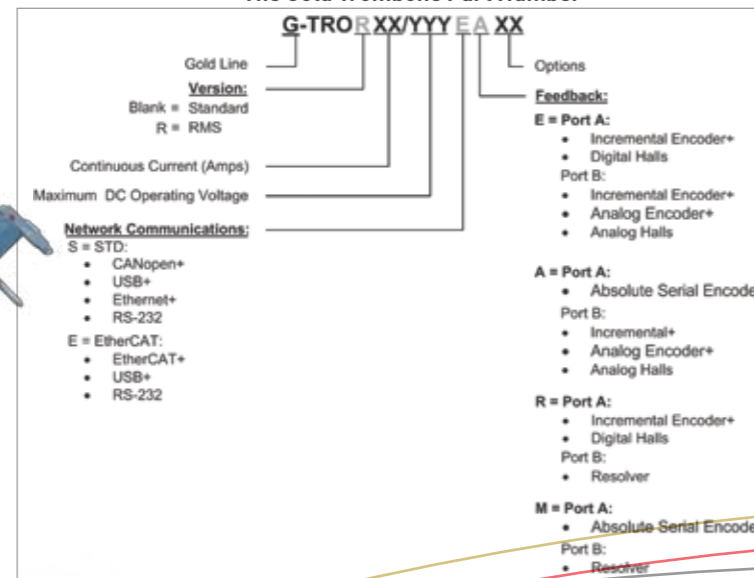 G-TROR XX/YYY E A XX
Gold Line
Version:
Blank = Standard
R = RMS
Continuous Current (Amps)
Maximum DC Operating Voltage
Network Communications:
S = STD:
• CANopen+
• USB+
• Ethernet+
• RS-232
E = EtherCAT:
• EtherCAT+
• USB+
• RS-232
Options
Feedback:
E = Port A:
• Incremental Encoder+
• Digital Halls
Port B:
• Incremental Encoder+
• Analog Encoder+
• Analog Halls
A = Port A:
• Absolute Serial Encode
Port B:
• Incremental+
• Analog Encoder+
• Analog Halls
R = Port A:
• Incremental Encoder+
• Digital Halls
Port B:
• Resolver
M = Port A:
• Absolute Serial Encode
Port B:
• Resolver